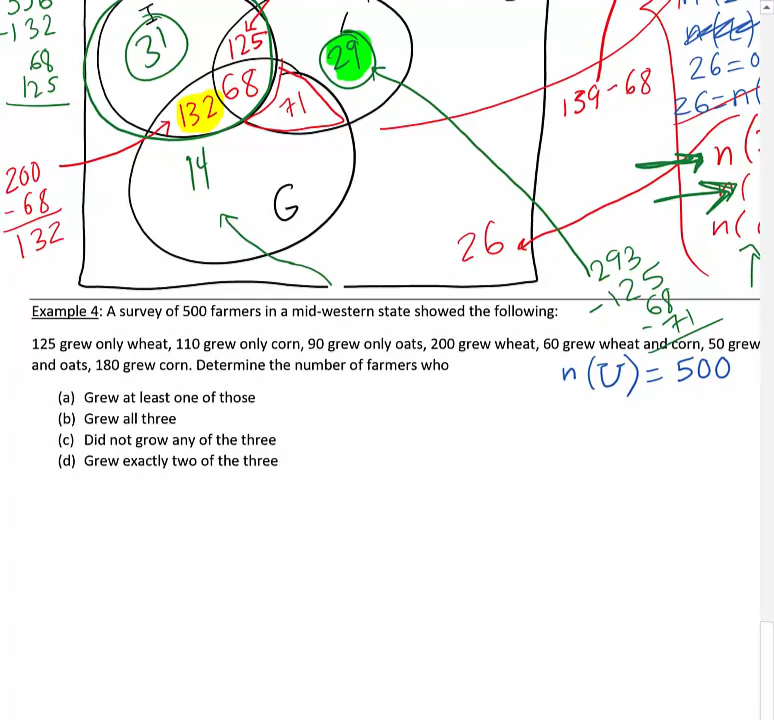 -132
68
125
I
31
125
L
29
68
132
71
14
G
200
- 68
132
139-68
26
26=0
26=n(
n(
(
n(
293
-125
68
- 71
Example 4: A survey of 500 farmers in a mid-western state showed the following:
125 grew only wheat, 110 grew only corn, 90 grew only oats, 200 grew wheat, 60 grew wheat and corn, 50 grew
and oats, 180 grew corn. Determine the number of farmers who
n(U) = 500
(a) Grew at least one of those
(b) Grew all three
(c) Did not grow any of the three
(d) Grew exactly two of the three